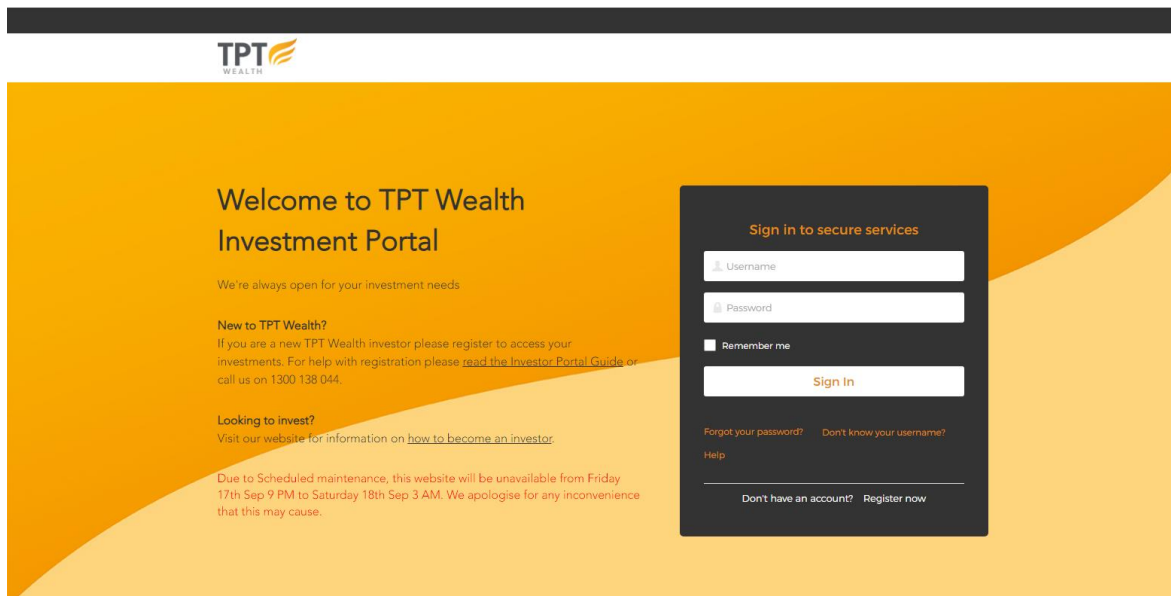 TPT
WEALTH
Welcome to TPT Wealth
Investment Portal
We're always open for your investment needs
New to TPT Wealth?
If you are a new TPT Wealth investor please register to access your
investments. For help with registration please read the Investor Portal Guide or
call us on 1300 138 044.
Looking to invest?
Visit our website for information on how to become an investor.
Due to Scheduled maintenance, this website will be unavailable from Friday
17th Sep 9 PM to Saturday 18th Sep 3 AM. We apologise for any inconvenience
that this may cause.
Sign in to secure services
Username
Password
Remember me
Sign In
Forgot your password? Don't know your username?
Help
Don't have an account? Register now